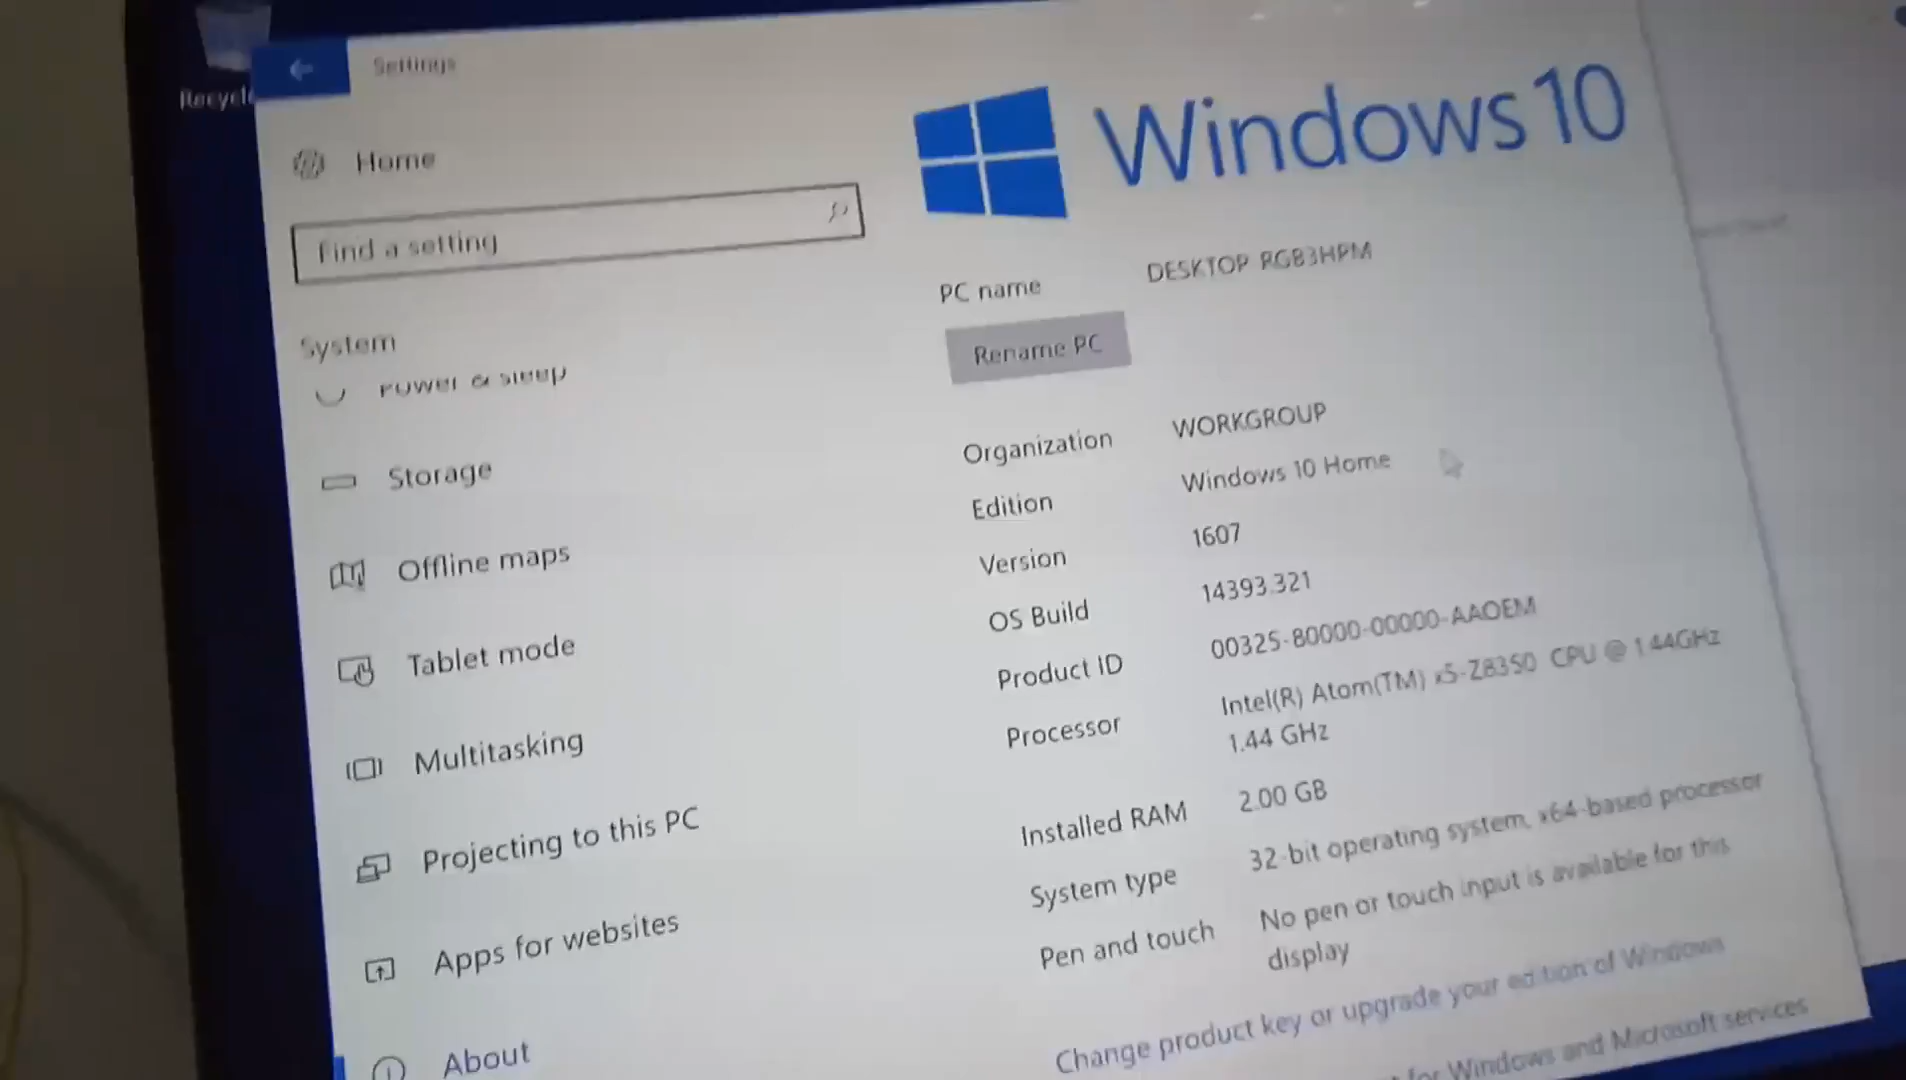 Settings
Home
Find a setting
System
Power & sleep
Storage
Offline maps
Tablet mode
Multitasking
Projecting to this PC
Apps for websites
About
Windows 10
PC name DESKTOP RGB3HPM
Rename PC
Organization WORKGROUP
Edition Windows 10 Home
Version 1607
OS Build 14393.321
Product ID 00325-80000-00000-AAOEM
Processor Intel(R) Atom(TM) x5-Z8350 CPU @ 1.44GHz
1.44 GHz
Installed RAM 2.00 GB
System type 32-bit operating system, x64-based processor
Pen and touch No pen or touch input is available for this
display
Change product key or upgrade your edition of Windows
for Windows and Microsoft services